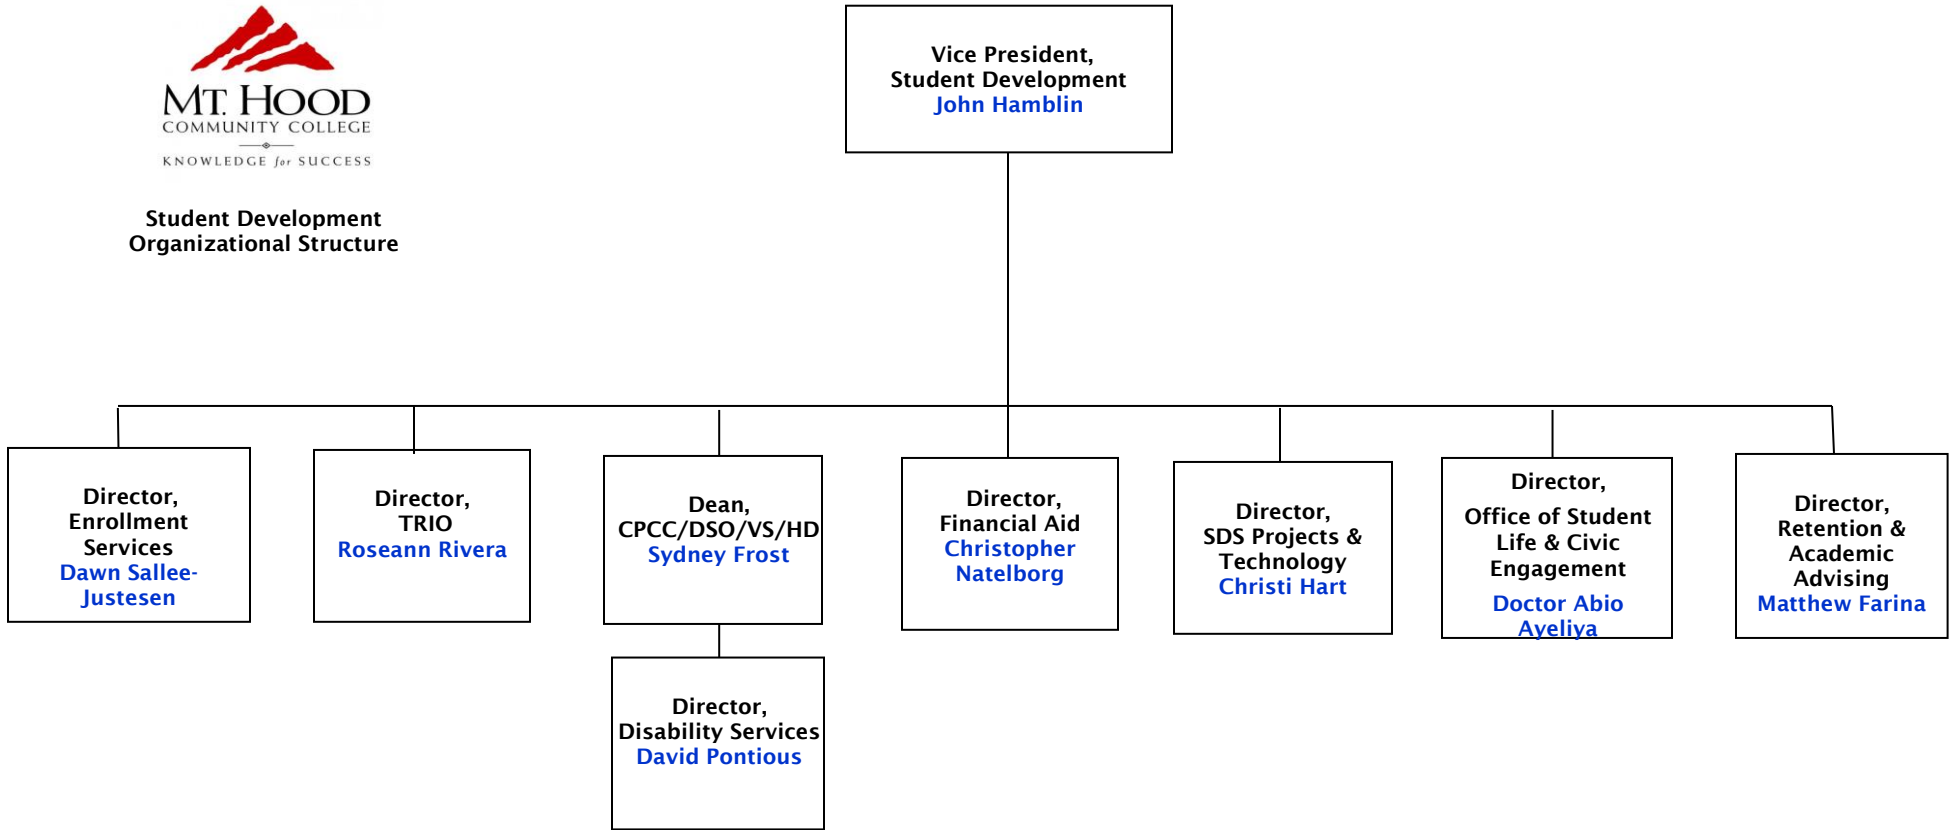 MT. HOOD
COMMUNITY COLLEGE
KNOWLEDGE for SUCCESS
Student Development
Organizational Structure
Vice President,
Student Development
John Hamblin
Director,
Enrollment
Services
Dawn Sallee-
Justesen
Director,
TRIO
Roseann Rivera
Dean,
CPCC/DSO/VS/HD
Sydney Frost
Director,
Disability Services
David Pontious
Director,
Financial Aid
Christopher
Natelborg
Director,
SDS Projects &
Technology
Christi Hart
Director,
Office of Student
Life & Civic
Engagement
Doctor Abio
Ayeliya
Director,
Retention &
Academic
Advising
Matthew Farina